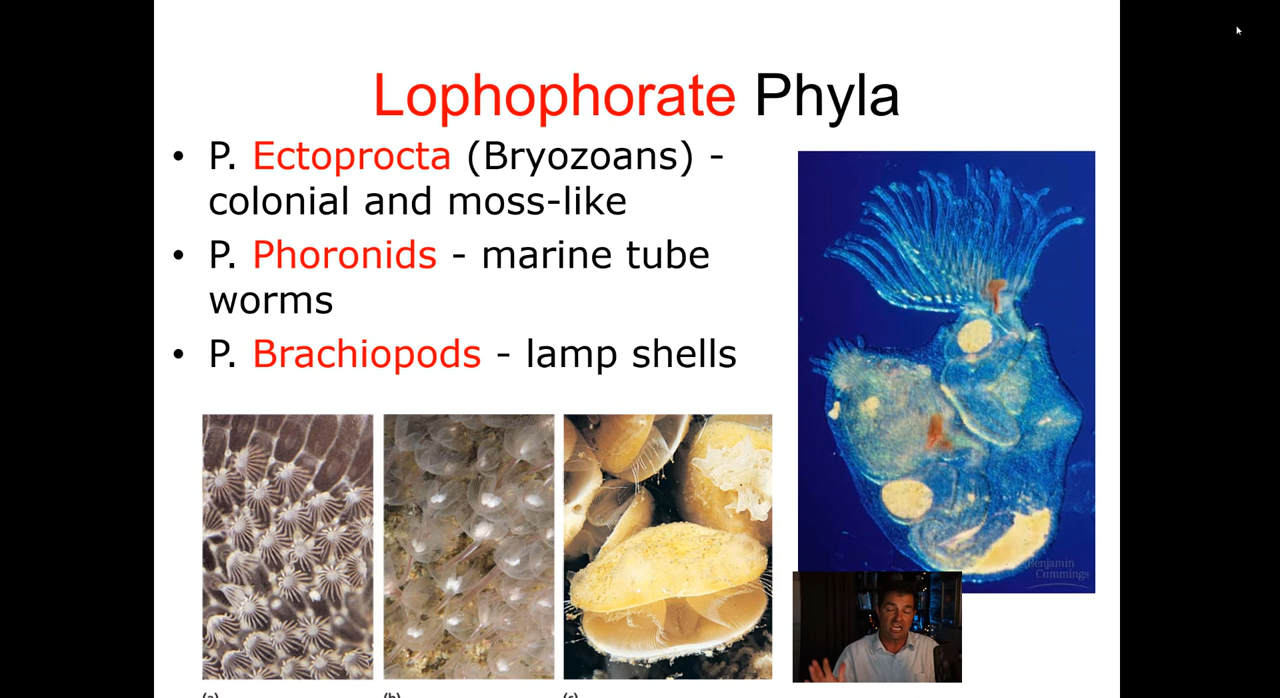 Lophophorate Phyla
• P. Ectoprocta (Bryozoans) -
colonial and moss-like
• P. Phoronids - marine tube
worms
• P. Brachiopods - lamp shells
Benjamin
Cummings
(a) (b) (c)